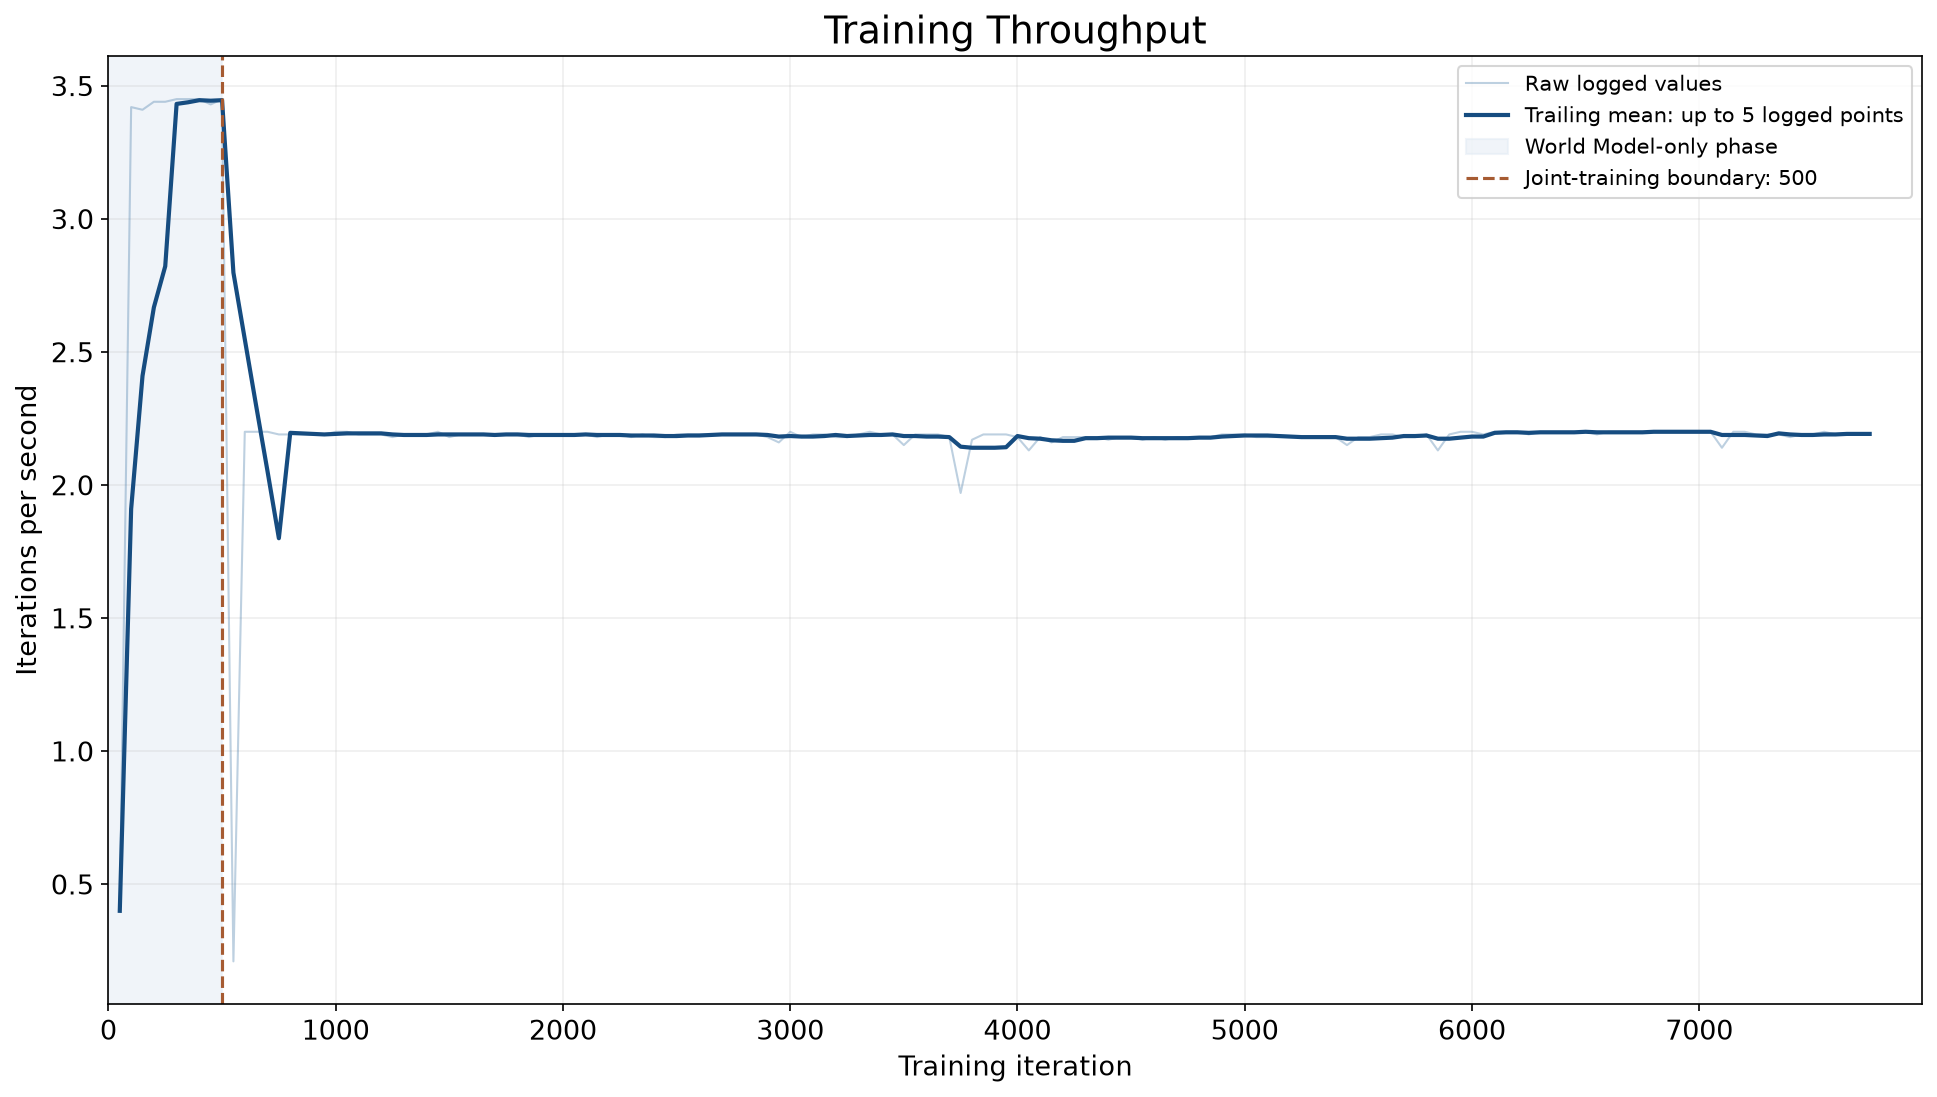 Training Throughput
Raw logged values
Trailing mean: up to 5 logged points
World Model-only phase
Joint-training boundary: 500
Iterations per second
3.5
3.0
2.5
2.0
1.5
1.0
0.5
0
1000
2000
3000
4000
5000
6000
7000
Training iteration